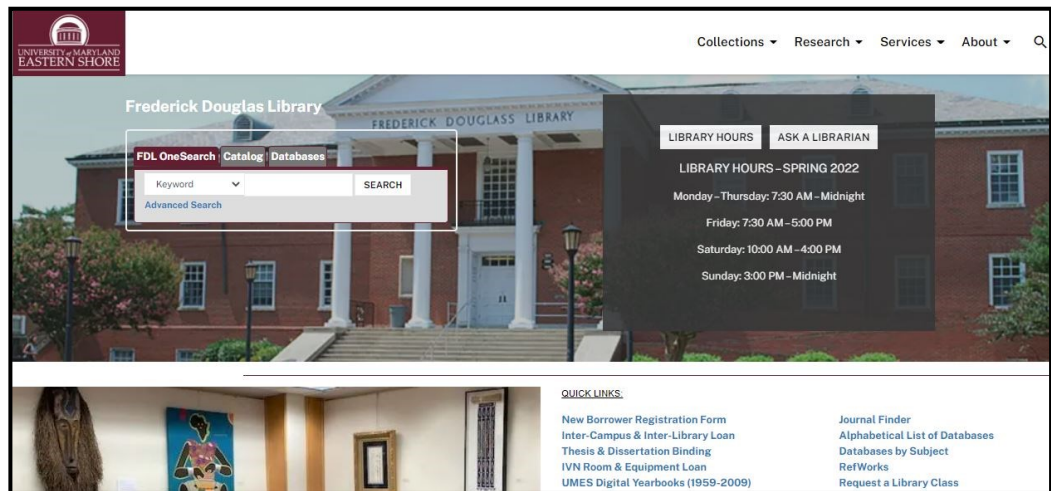 UNIVERSITY of MARYLAND
EASTERN SHORE
Collections
Research
Services
About
Frederick Douglas Library
FREDERICK DOUGLASS LIBRARY
FDL OneSearch
Catalog
Databases
Keyword
SEARCH
Advanced Search
LIBRARY HOURS
ASK A LIBRARIAN
LIBRARY HOURS – SPRING 2022
Monday – Thursday: 7:30 AM – Midnight
Friday: 7:30 AM – 5:00 PM
Saturday: 10:00 AM – 4:00 PM
Sunday: 3:00 PM – Midnight
QUICK LINKS:
New Borrower Registration Form
Inter-Campus & Inter-Library Loan
Thesis & Dissertation Binding
IVN Room & Equipment Loan
UMES Digital Yearbooks (1959-2009)
Journal Finder
Alphabetical List of Databases
Databases by Subject
RefWorks
Request a Library Class